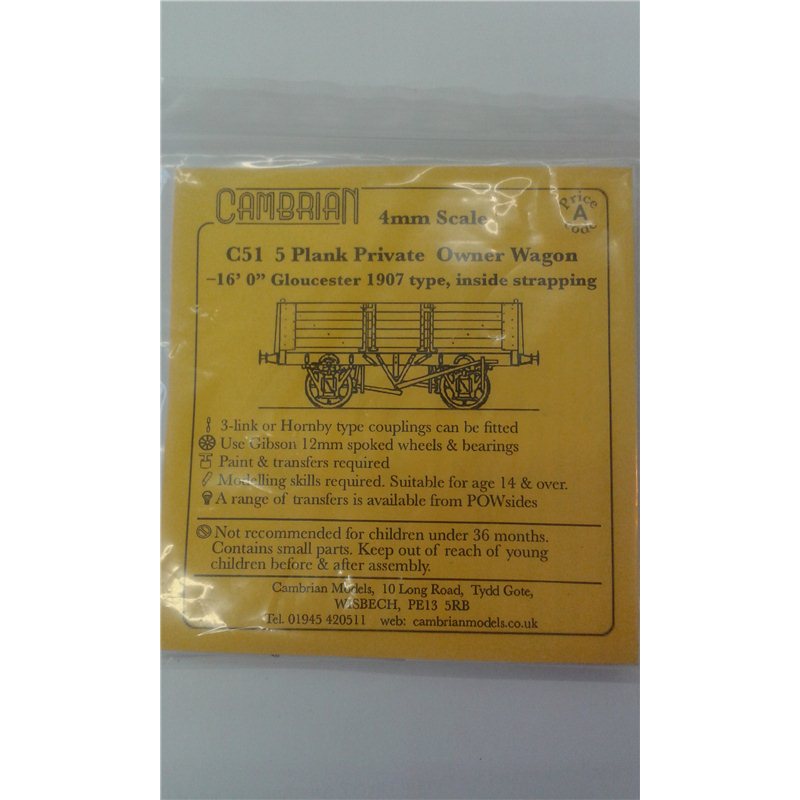 CAMBRIAN
4mm Scale
Price
A
Code
C51 5 Plank Private Owner Wagon
–16' 0" Gloucester 1907 type, inside strapping
3-link or Hornby type couplings can be fitted
Use Gibson 12mm spoked wheels & bearings
Paint & transfers required
Modelling skills required. Suitable for age 14 & over.
A range of transfers is available from POWsides
Not recommended for children under 36 months.
Contains small parts. Keep out of reach of young
children before & after assembly.
Cambrian Models, 10 Long Road, Tydd Gote,
WISBECH, PE13 5RB
Tel. 01945 420511 web: cambrianmodels.co.uk